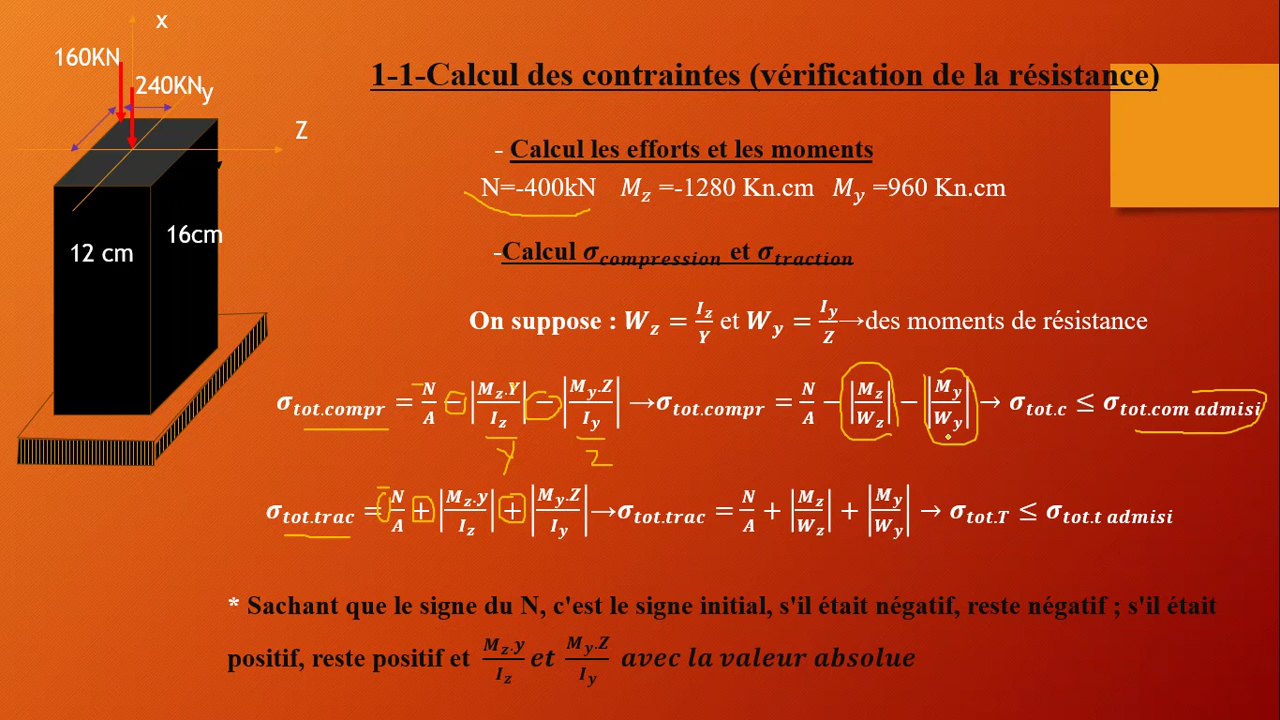 x
160KN
240KN
y
Z
12 cm
16cm
1-1-Calcul des contraintes (vérification de la résistance)
- Calcul les efforts et les moments
N=-400kN M_z =-1280 Kn.cm M_y =960 Kn.cm
-Calcul σ_compression et σ_traction
On suppose : W_z = I_z/Y et W_y = I_y/Z →des moments de résistance
σ_tot.compr = -N/A − |M_z.Y/I_z| − |M_y.Z/I_y| →σ_tot.compr = N/A − |M_z/W_z| − |M_y/W_y| → σ_tot.c ≤ σ_tot.com admisi
Y Z
σ_tot.trac = -N/A + |M_z.y/I_z| + |M_y.Z/I_y| →σ_tot.trac = N/A + |M_z/W_z| + |M_y/W_y| → σ_tot.T ≤ σ_tot.t admisi
* Sachant que le signe du N, c'est le signe initial, s'il était négatif, reste négatif ; s'il était
positif, reste positif et M_z.y/I_z et M_y.Z/I_y avec la valeur absolue